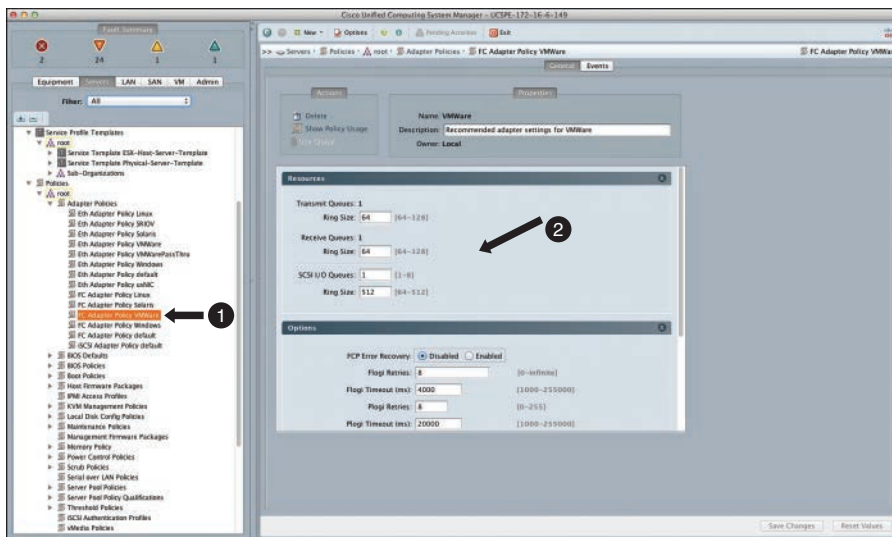 Cisco Unified Computing System Manager - UCSPE-172-16-6-149
Fault Summary
2 24 1 1
New Options Pending Activities Exit
>> Servers Policies root Adapter Policies FC Adapter Policy VMWare
FC Adapter Policy VMWar
Equipment Servers LAN SAN VM Admin
Filter: All
Service Profile Templates
root
Service Template ESX-Host-Server-Template
Service Template Physical-Server-Template
Sub-Organizations
Policies
root
Adapter Policies
Eth Adapter Policy Linux
Eth Adapter Policy SRIOV
Eth Adapter Policy Solaris
Eth Adapter Policy VMWare
Eth Adapter Policy VMWarePassThru
Eth Adapter Policy Windows
Eth Adapter Policy default
Eth Adapter Policy usNIC
FC Adapter Policy Linux
FC Adapter Policy Solaris
FC Adapter Policy VMWare
FC Adapter Policy Windows
FC Adapter Policy default
iSCSI Adapter Policy default
BIOS Defaults
BIOS Policies
Boot Policies
Host Firmware Packages
IPMI Access Profiles
KVM Management Policies
Local Disk Config Policies
Maintenance Policies
Management Firmware Packages
Memory Policy
Power Control Policies
Scrub Policies
Serial over LAN Policies
Server Pool Policies
Server Pool Policy Qualifications
Threshold Policies
iSCSI Authentication Profiles
vMedia Policies
1
General Events
Actions
Delete
Show Policy Usage
Use Global
Properties
Name: VMWare
Description: Recommended adapter settings for VMWare
Owner: Local
Resources
Transmit Queues: 1
Ring Size: 64 [64-128]
Receive Queues: 1
Ring Size: 64 [64-128]
SCSI I/O Queues: 1 [1-8]
Ring Size: 512 [64-512]
2
Options
FCP Error Recovery: Disabled Enabled
Flogi Retries: 8 [0-infinite]
Flogi Timeout (ms): 4000 [1000-255000]
Plogi Retries: 8 [0-255]
Plogi Timeout (ms): 20000 [1000-255000]
Save Changes Reset Values